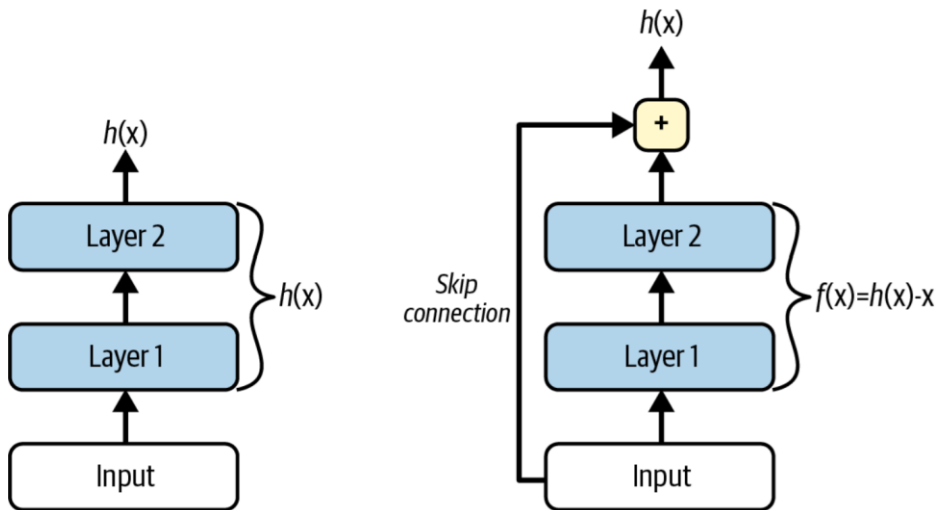 h(x)
Layer 2
Layer 1
Input
h(x)
h(x)
+
Skip
connection
Layer 2
Layer 1
Input
f(x)=h(x)-x